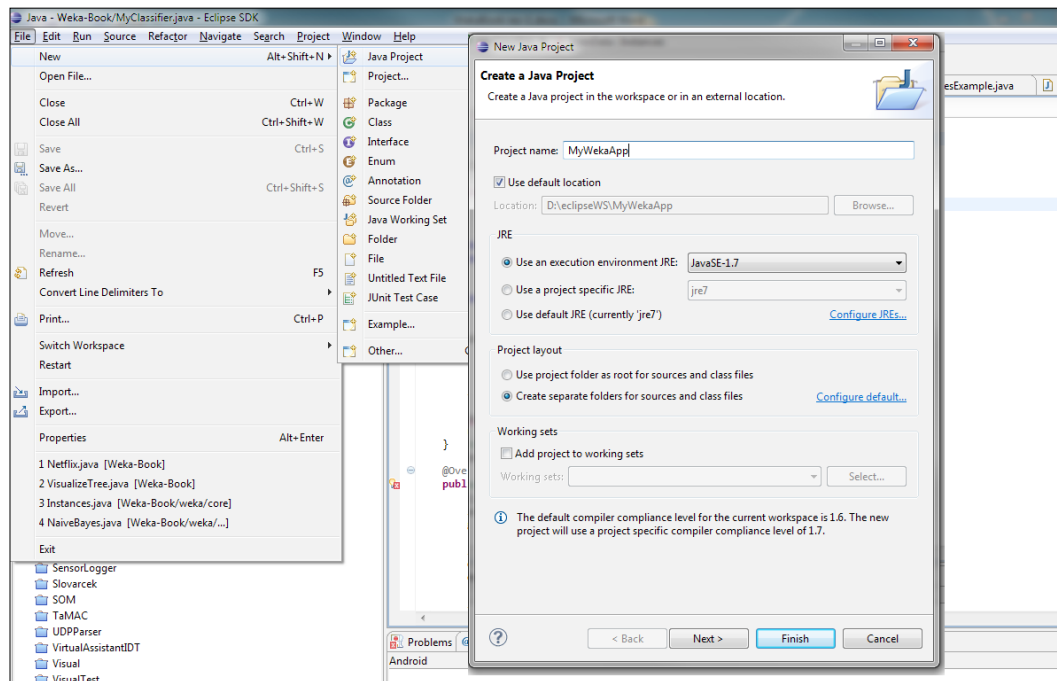 Java - Weka-Book/MyClassifier.java - Eclipse SDK
File Edit Run Source Refactor Navigate Search Project Window Help
New Alt+Shift+N
Open File...
Close Ctrl+W
Close All Ctrl+Shift+W
Save Ctrl+S
Save As...
Save All Ctrl+Shift+S
Revert
Move...
Rename...
Refresh F5
Convert Line Delimiters To
Print... Ctrl+P
Switch Workspace
Restart
Import...
Export...
Properties Alt+Enter
1 Netflix.java [Weka-Book]
2 VisualizeTree.java [Weka-Book]
3 Instances.java [Weka-Book/weka/core]
4 NaiveBayes.java [Weka-Book/weka/...]
Exit
SensorLogger
Slovarcek
SOM
TaMAC
UDPParser
VirtualAssistantIDT
Visual
VisualTest
Java Project
Project...
Package
Class
Interface
Enum
Annotation
Source Folder
Java Working Set
Folder
File
Untitled Text File
JUnit Test Case
Example...
Other...
}
@Ove
publ
Problems @
Android
New Java Project
Create a Java Project
Create a Java project in the workspace or in an external location.
Project name: MyWekaApp
Use default location
Location: D:\eclipseWS\MyWekaApp Browse...
JRE
Use an execution environment JRE: JavaSE-1.7
Use a project specific JRE: jre7
Use default JRE (currently 'jre7') Configure JREs...
Project layout
Use project folder as root for sources and class files
Create separate folders for sources and class files Configure default...
Working sets
Add project to working sets
Working sets: Select...
The default compiler compliance level for the current workspace is 1.6. The new
project will use a project specific compiler compliance level of 1.7.
? < Back Next > Finish Cancel
esExample.java